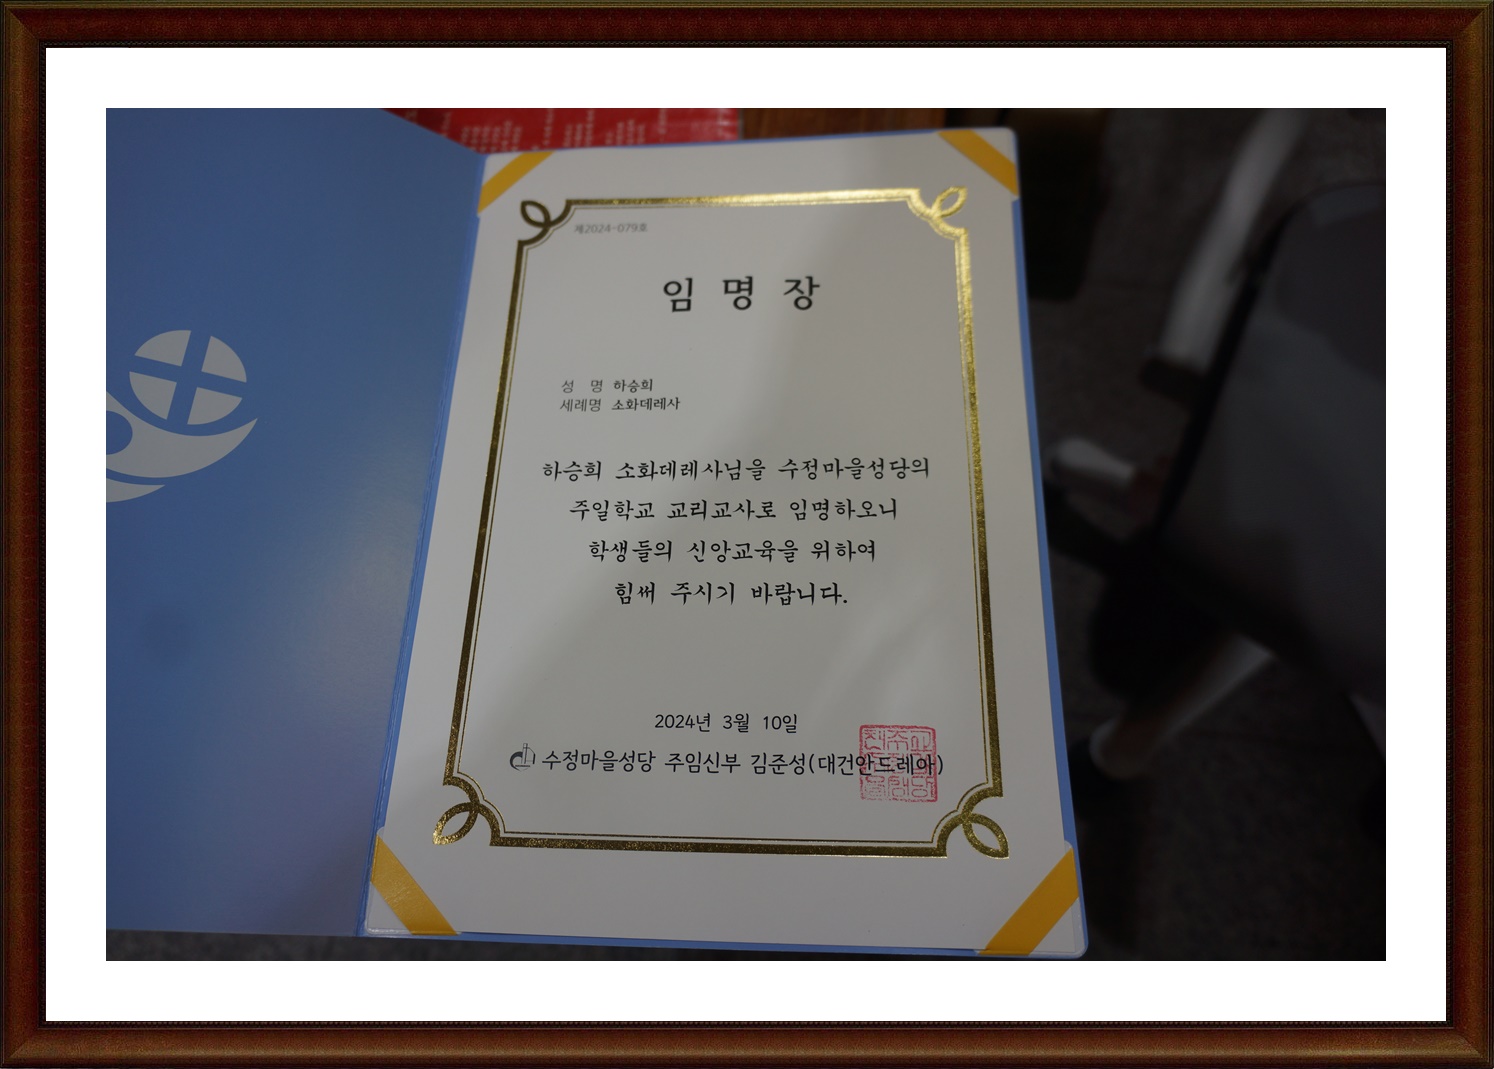 제2024-079호
임 명 장
성 명 하승희
세례명 소화데레사
하승희 소화데레사님을 수정마을성당의
주일학교 교리교사로 임명하오니
학생들의 신앙교육을 위하여
힘써 주시기 바랍니다.
2024년 3월 10일
수정마을성당 주임신부 김준성(대건안드레아)